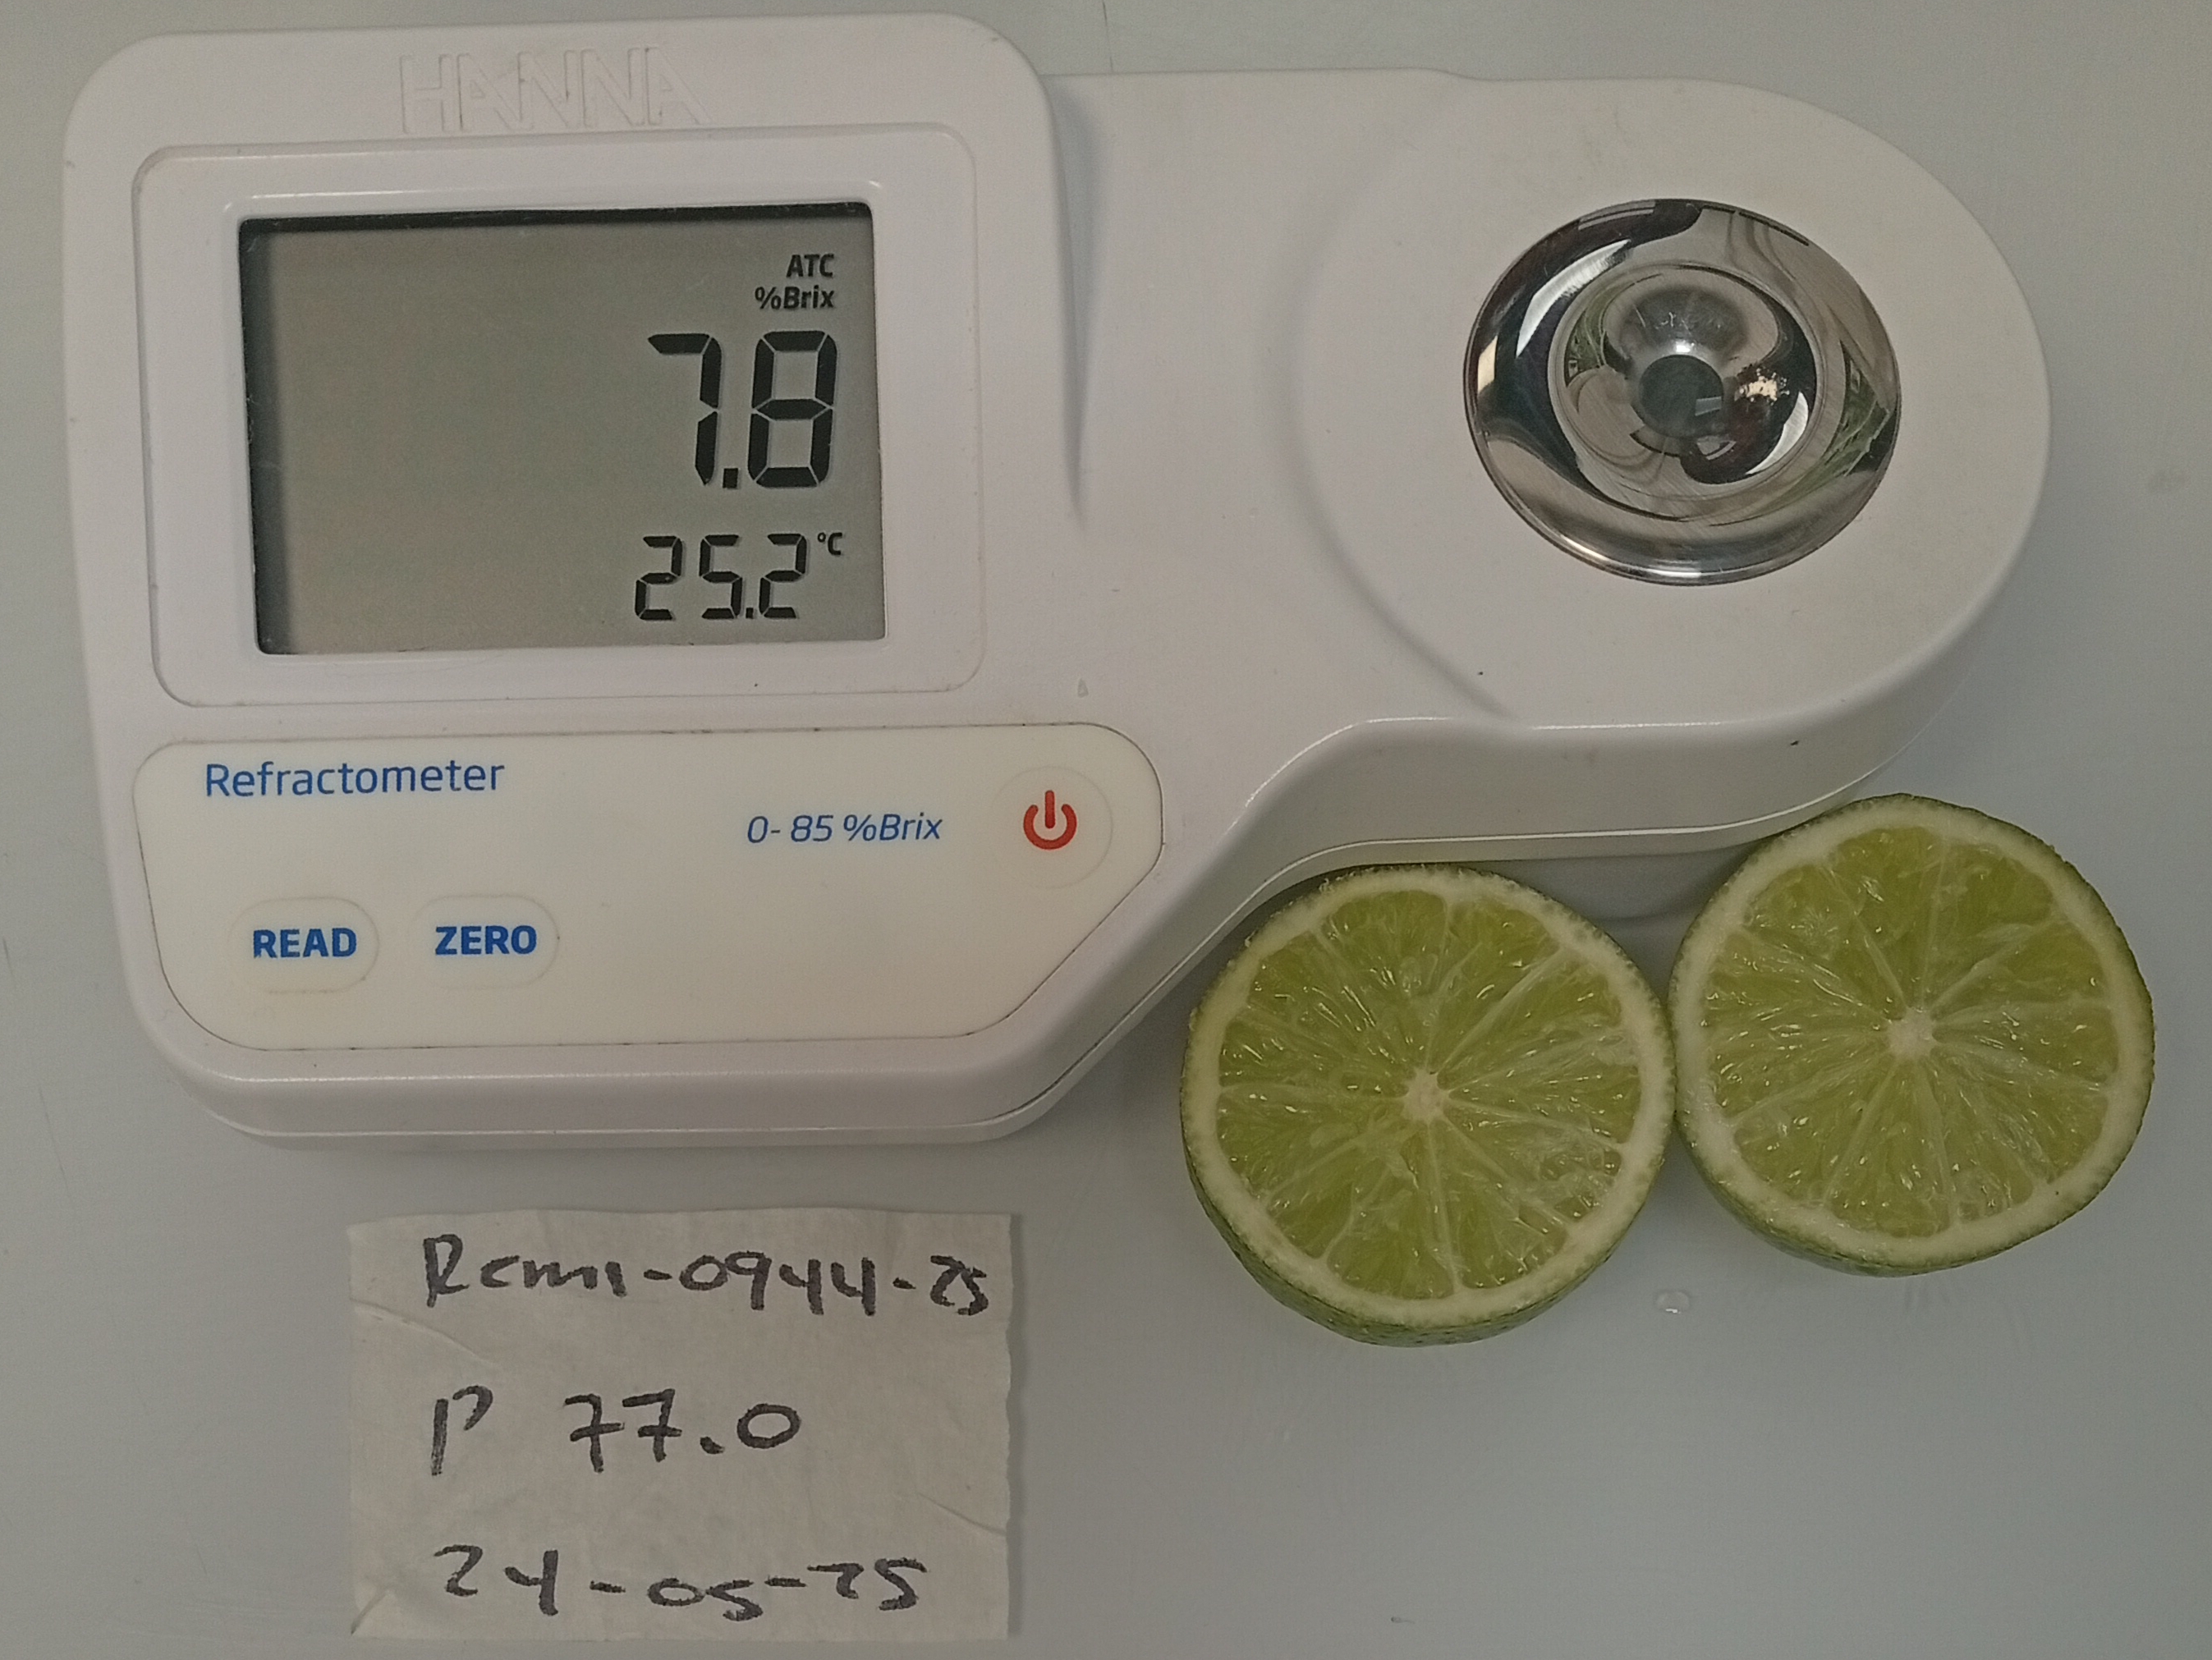 HANNA
ATC
%Brix
7.8
25.2 °C
Refractometer
0-85 %Brix
READ ZERO
Rcm1-0944-25
P 77.0
24-05-25